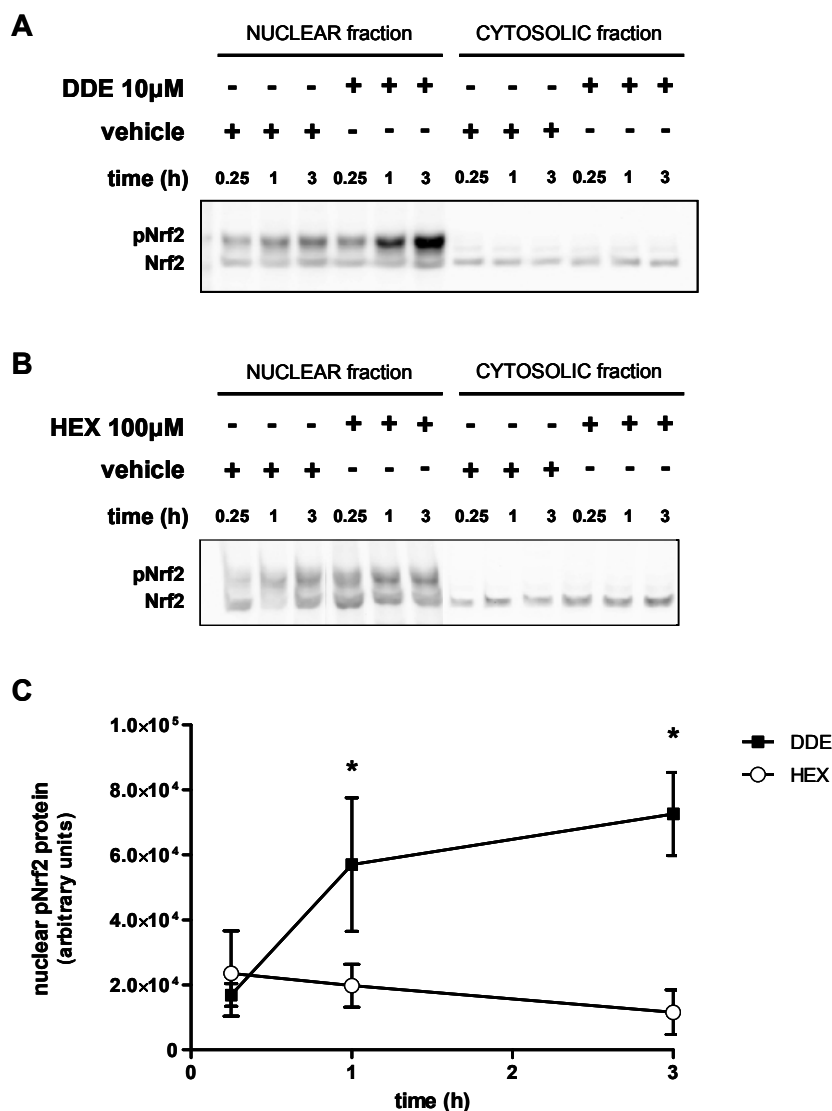 A
NUCLEAR fraction CYTOSOLIC fraction
DDE 10μM - - - + + + - - - + + +
vehicle + + + - - - + + + - - -
time (h) 0.25 1 3 0.25 1 3 0.25 1 3 0.25 1 3
pNrf2
Nrf2
B
NUCLEAR fraction CYTOSOLIC fraction
HEX 100μM - - - + + + - - - + + +
vehicle + + + - - - + + + - - -
time (h) 0.25 1 3 0.25 1 3 0.25 1 3 0.25 1 3
pNrf2
Nrf2
C
nuclear pNrf2 protein
(arbitrary units)
1.0×10⁵
8.0×10⁴
6.0×10⁴
4.0×10⁴
2.0×10⁴
0
* *
DDE
HEX
0 1 2 3
time (h)